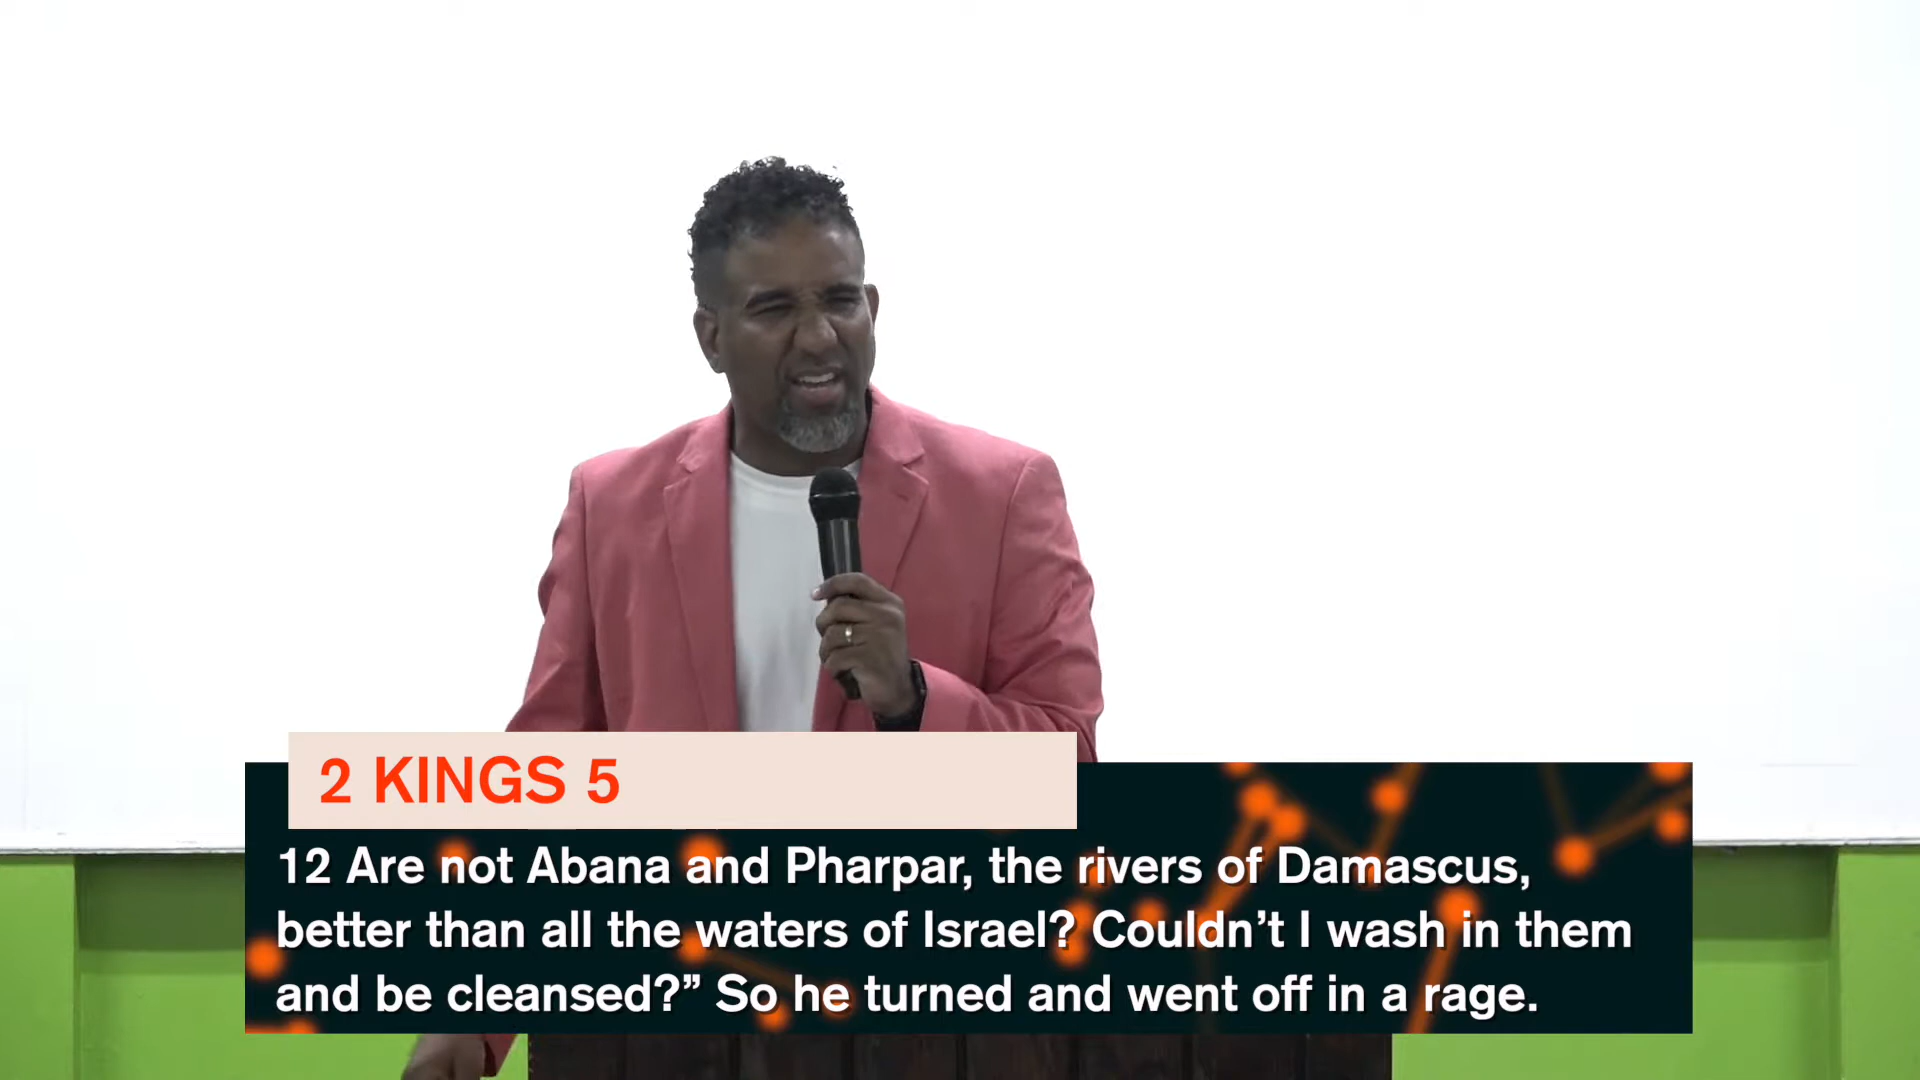 2 KINGS 5
12 Are not Abana and Pharpar, the rivers of Damascus,
better than all the waters of Israel? Couldn’t I wash in them
and be cleansed?” So he turned and went off in a rage.